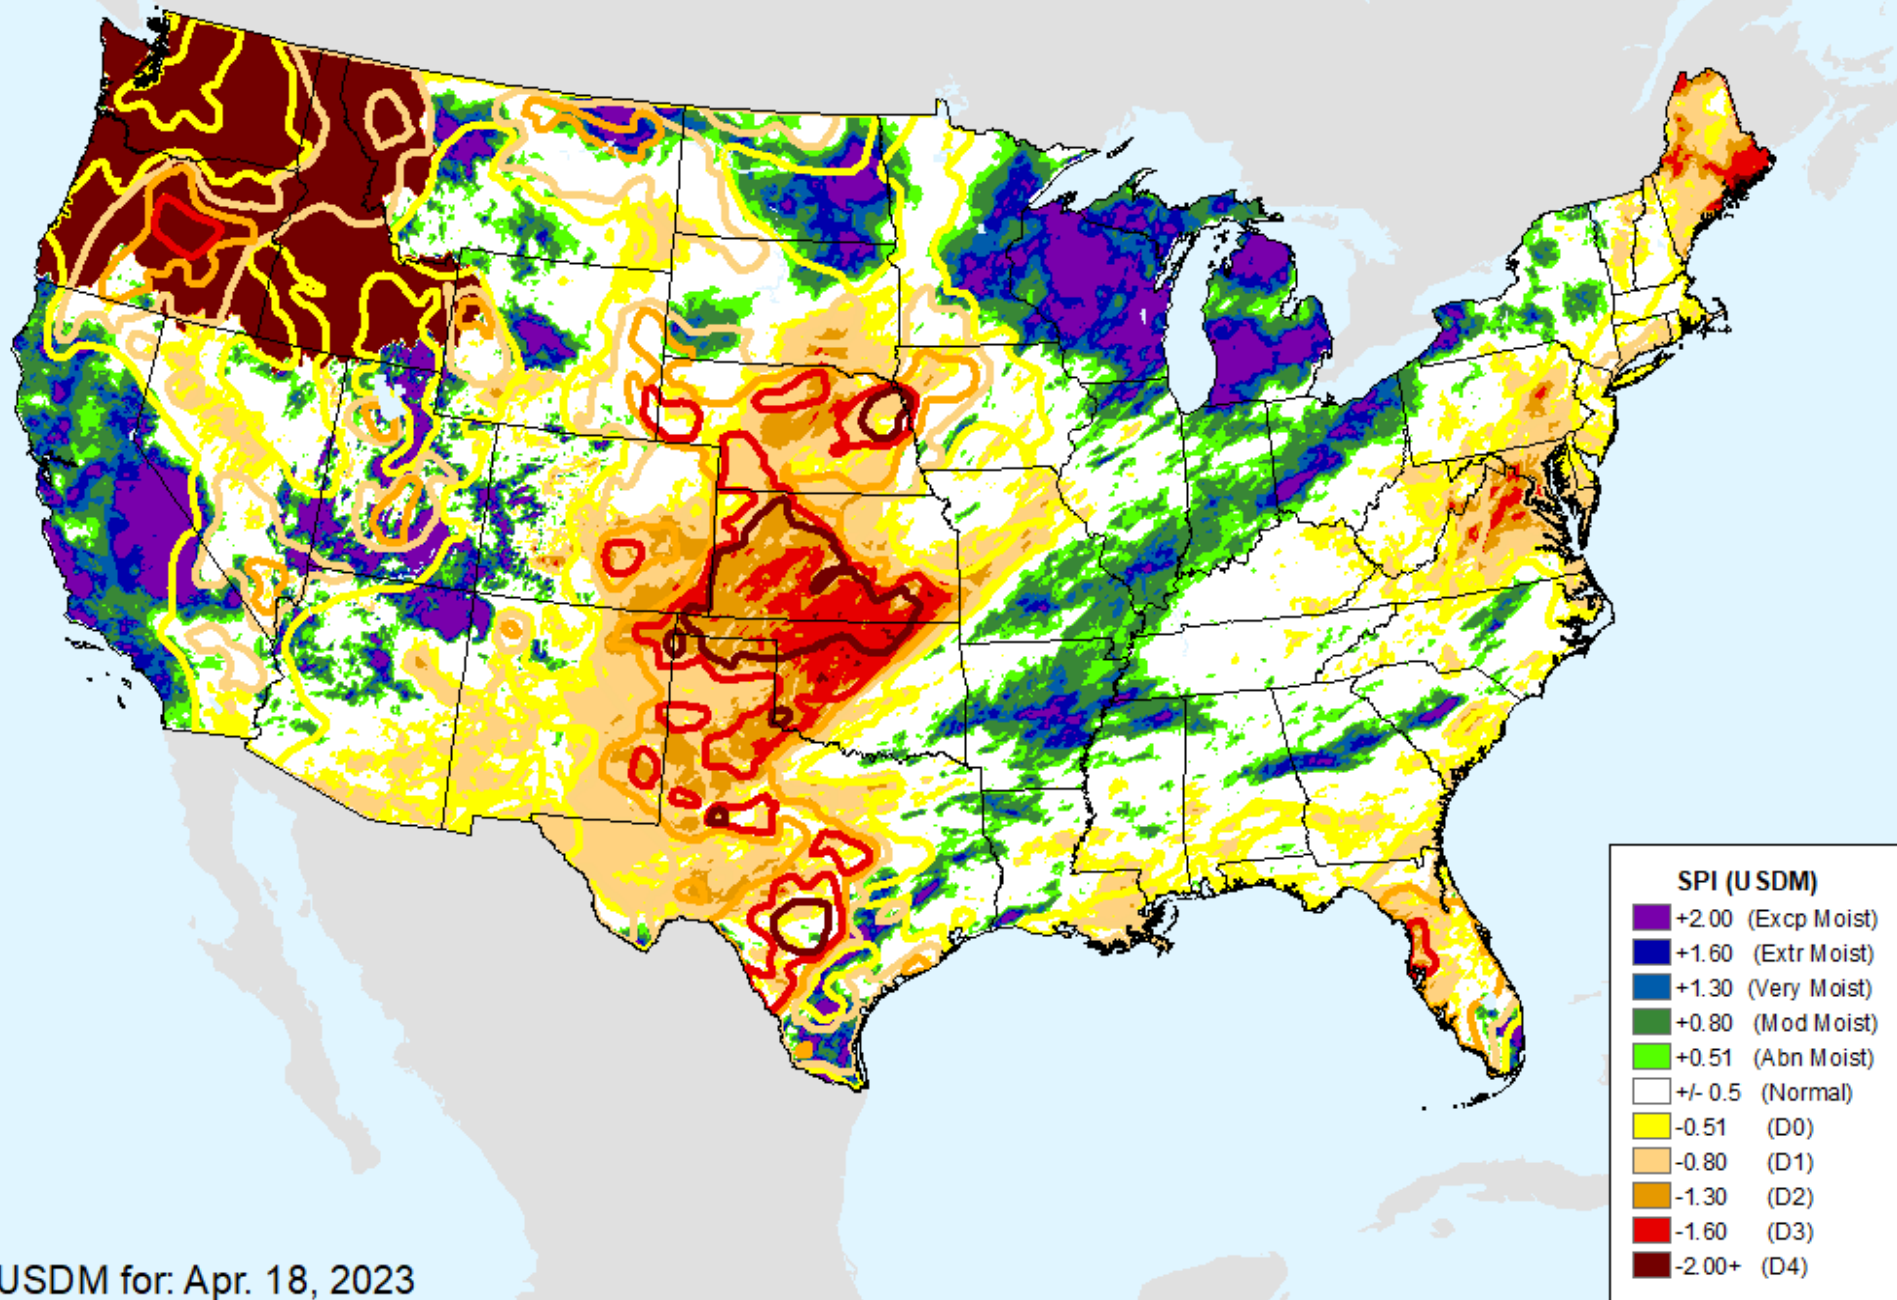 SPI (USDM)
+2.00 (Excp Moist)
+1.60 (Extr Moist)
+1.30 (Very Moist)
+0.80 (Mod Moist)
+0.51 (Abn Moist)
+/- 0.5 (Normal)
-0.51 (D0)
-0.80 (D1)
-1.30 (D2)
-1.60 (D3)
-2.00+ (D4)
USDM for: Apr. 18, 2023